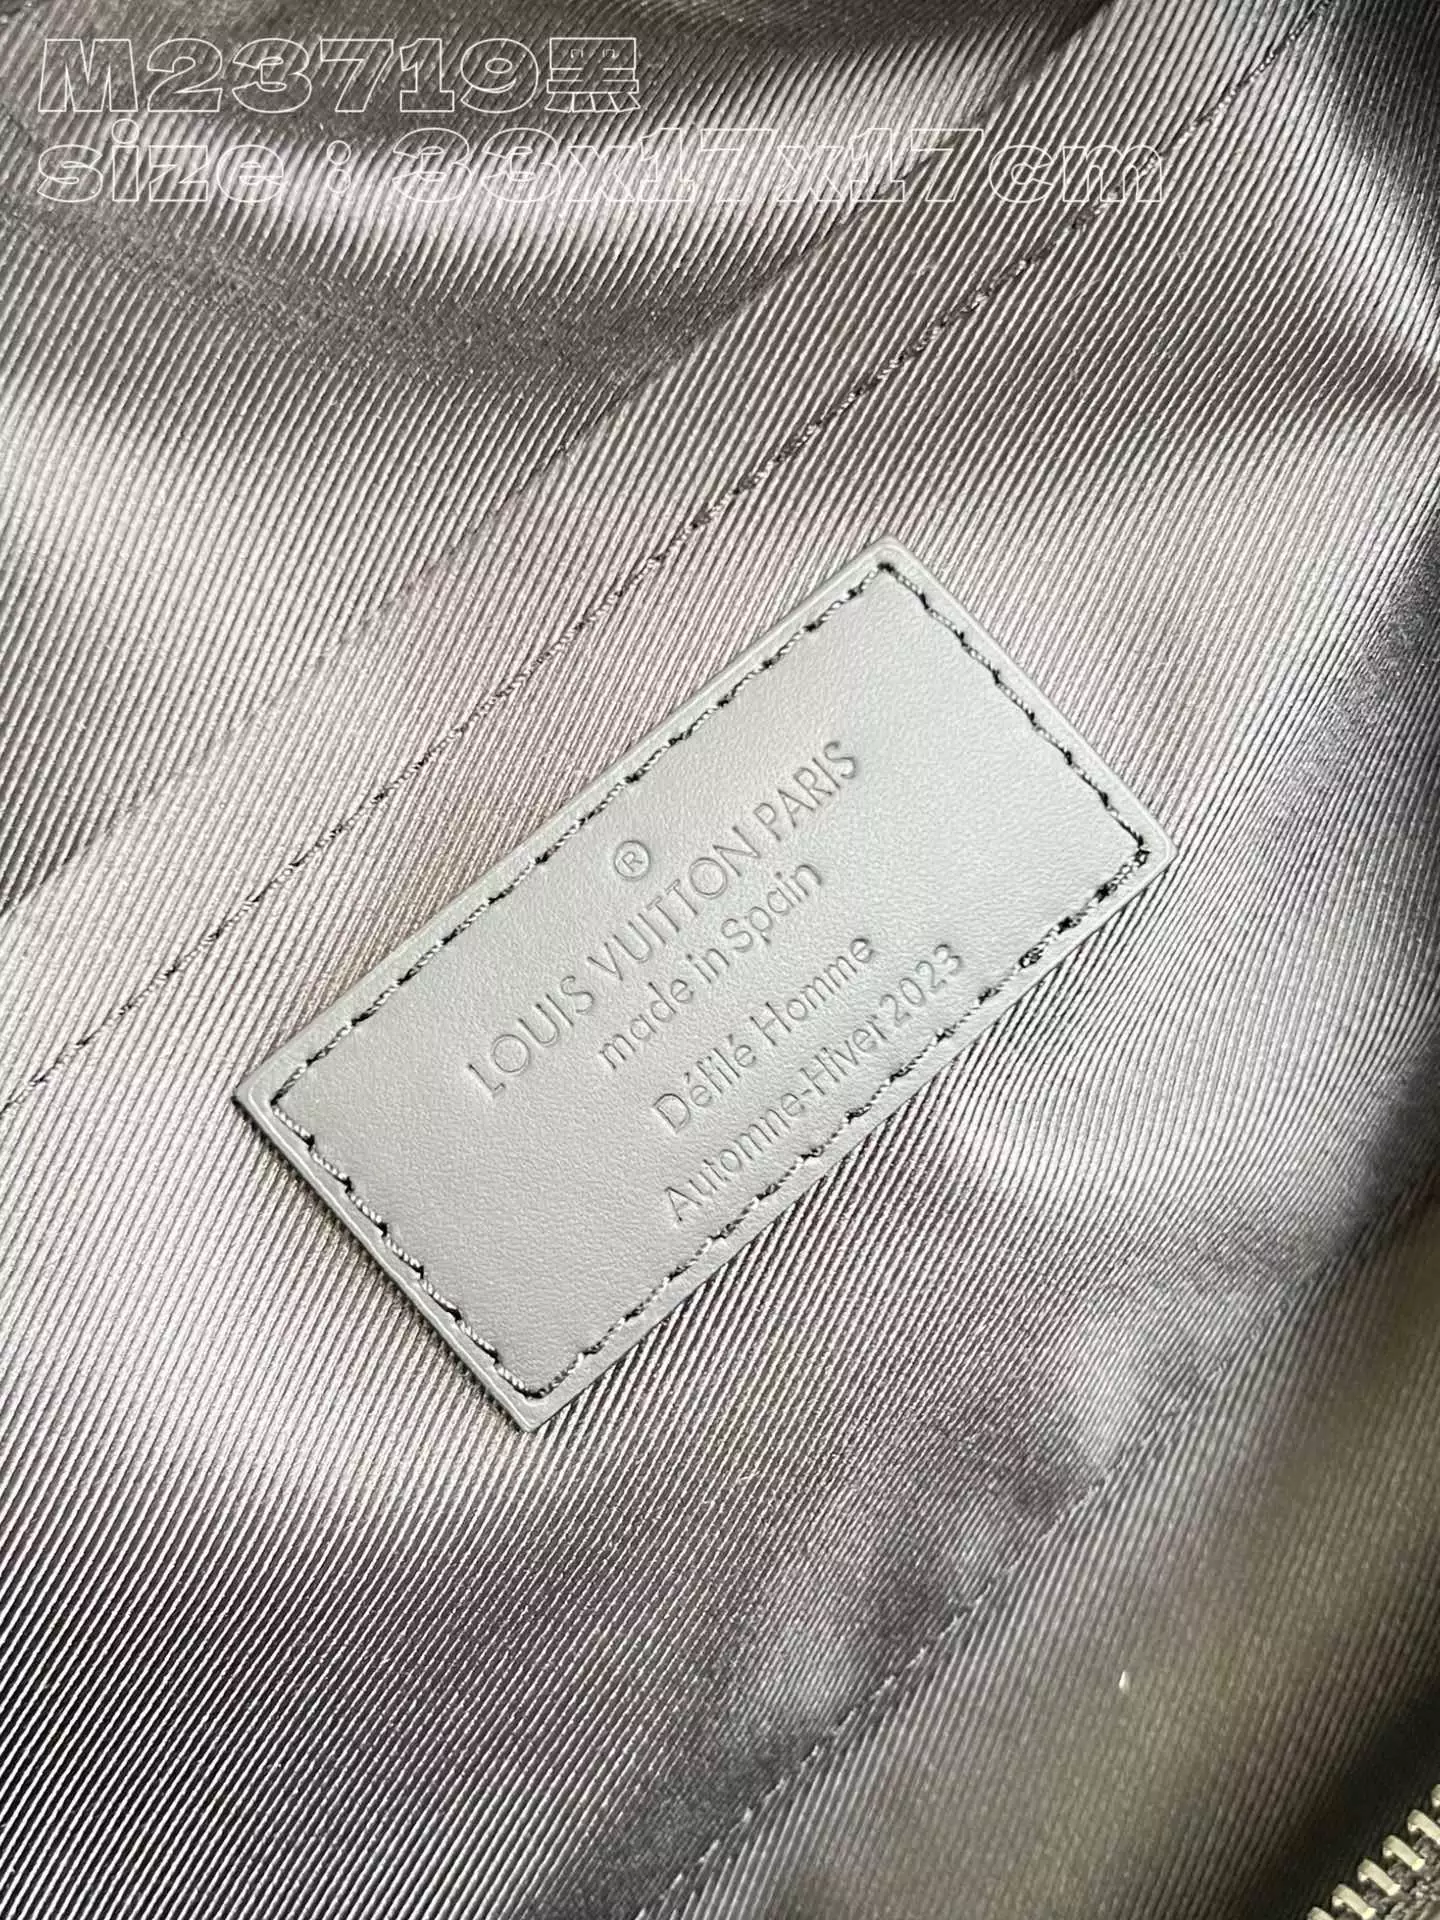 M23719黑
size：33x17x17cm
®
LOUIS VUITTON PARIS
made in Spain
Défilé Homme
Automne-Hiver 2023